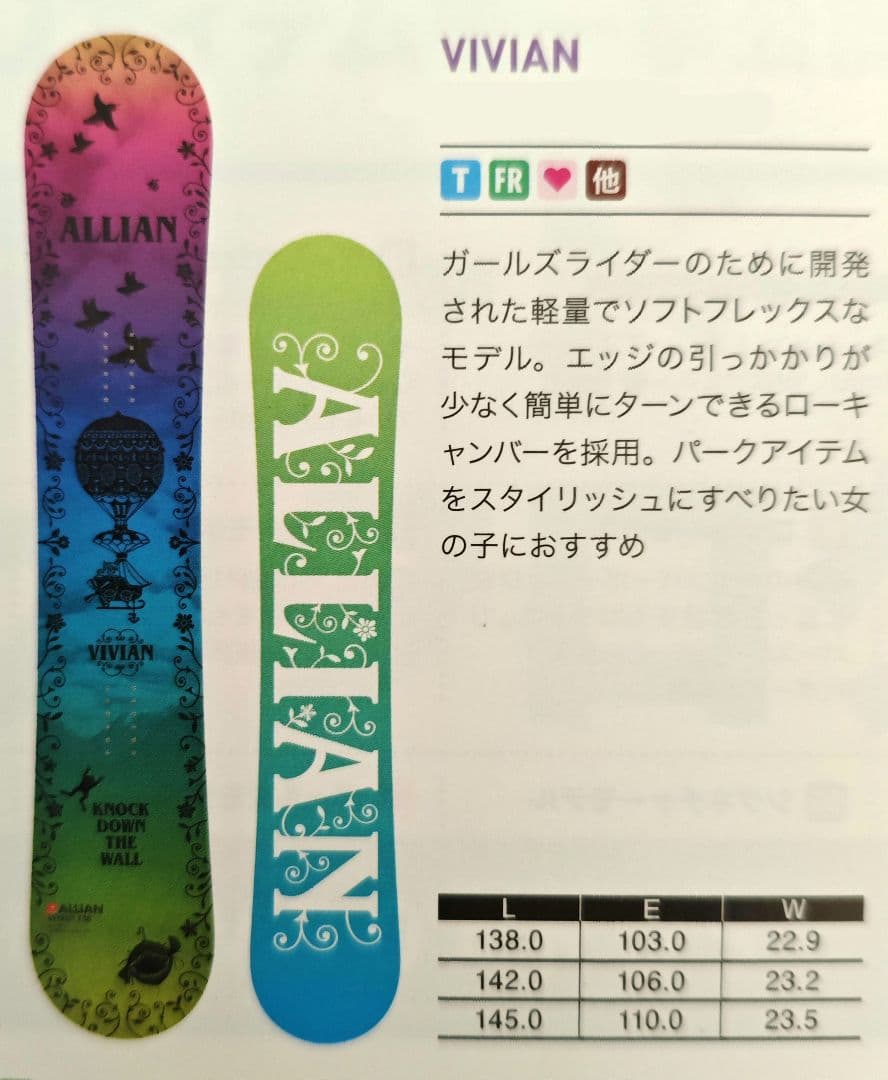 VIVIAN
T FR 他
ガールズライダーのために開発
された軽量でソフトフレックスな
モデル。エッジの引っかかりが
少なく簡単にターンできるローキ
ャンバーを採用。パークアイテム
をスタイリッシュにすべりたい女
の子におすすめ
ALLIAN
VIVIAN
KNOCK
DOWN
THE
WALL
ALLIAN
ALLIAN
L E W
138.0 103.0 22.9
142.0 106.0 23.2
145.0 110.0 23.5